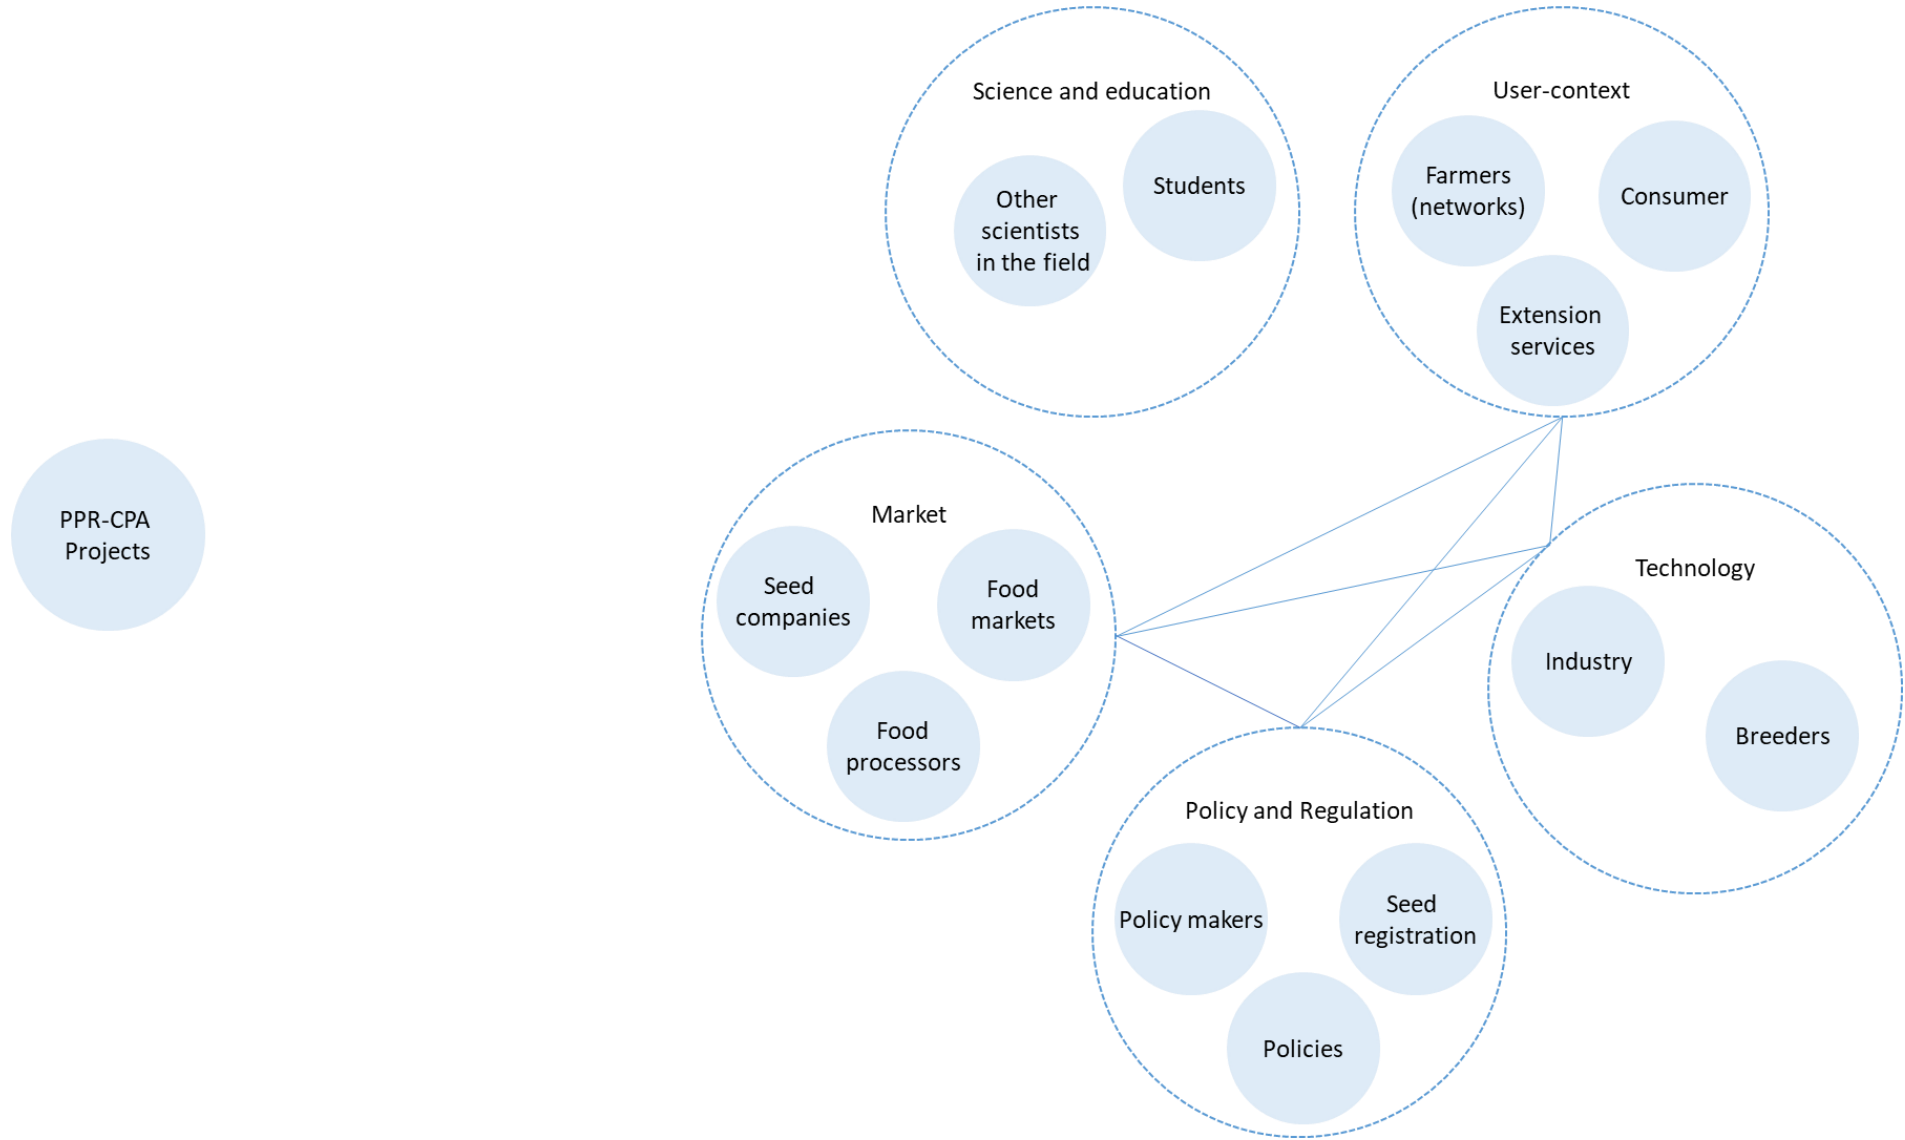 Science and education
Students
Other
scientists
in the field
User-context
Farmers
(networks)
Consumer
Extension
services
PPR-CPA
Projects
Market
Seed
companies
Food
markets
Food
processors
Technology
Industry
Breeders
Policy and Regulation
Policy makers
Seed
registration
Policies